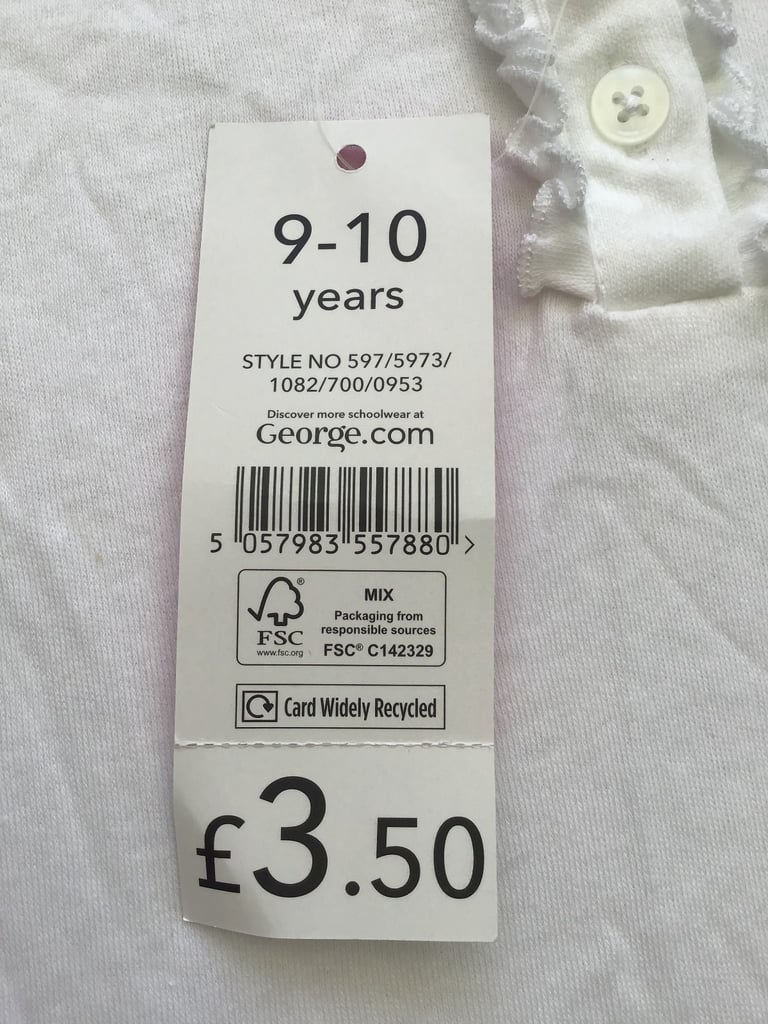 9-10
years
STYLE NO 597/5973/
1082/700/0953
Discover more schoolwear at
George.com
5 057983 557880 >
FSC®
www.fsc.org
MIX
Packaging from
responsible sources
FSC® C142329
Card Widely Recycled
£3.50